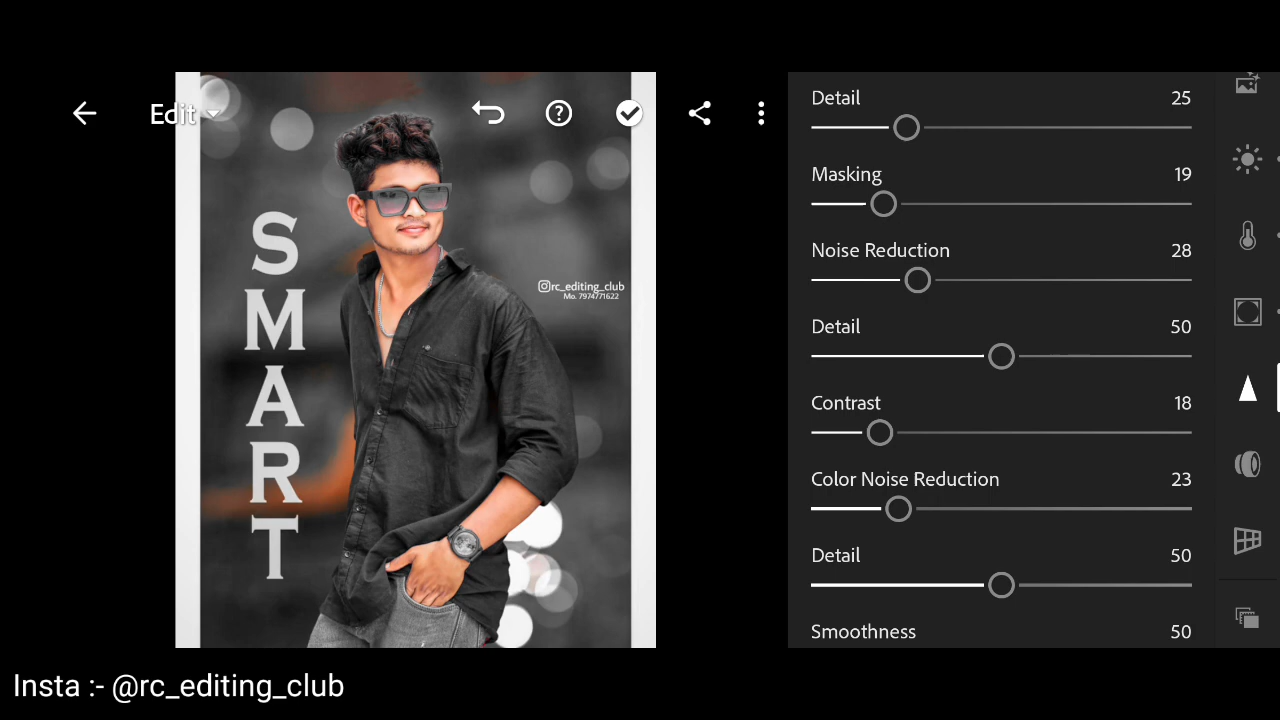 Edit
SMART
rc_editing_club
Mo. 7974771622
Detail 25
Masking 19
Noise Reduction 28
Detail 50
Contrast 18
Color Noise Reduction 23
Detail 50
Smoothness 50
Insta :- @rc_editing_club